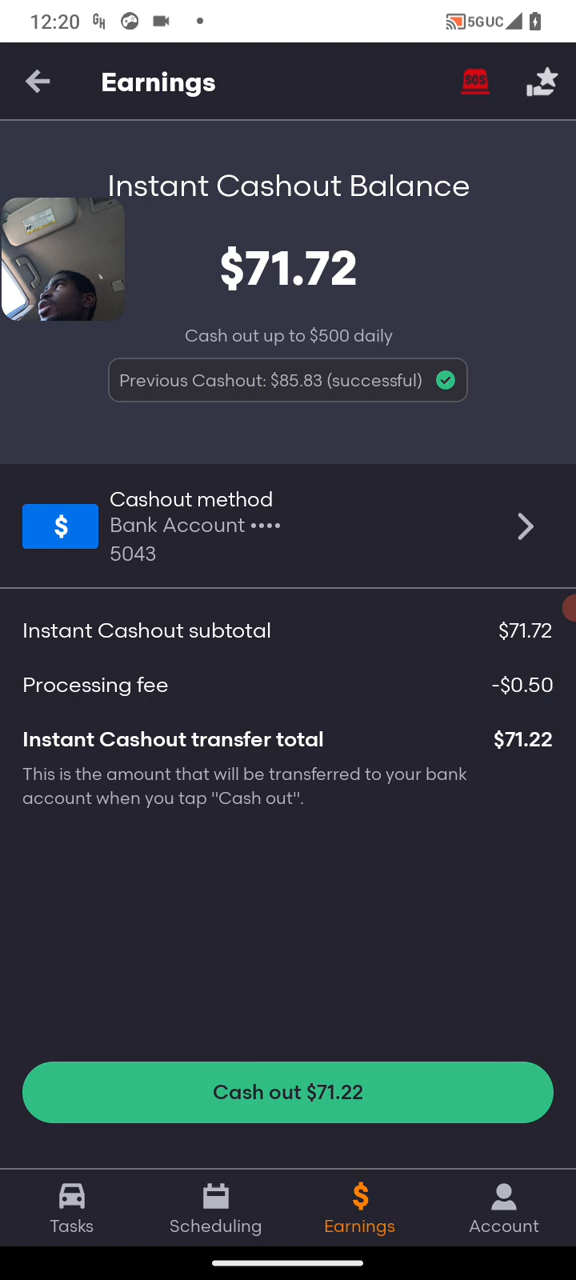 12:20
GH
5GUC
Earnings
SOS
Instant Cashout Balance
$71.72
Cash out up to $500 daily
Previous Cashout: $85.83 (successful)
$
Cashout method
Bank Account ••••
5043
Instant Cashout subtotal $71.72
Processing fee -$0.50
Instant Cashout transfer total $71.22
This is the amount that will be transferred to your bank
account when you tap "Cash out".
Cash out $71.22
$
Tasks Scheduling Earnings Account